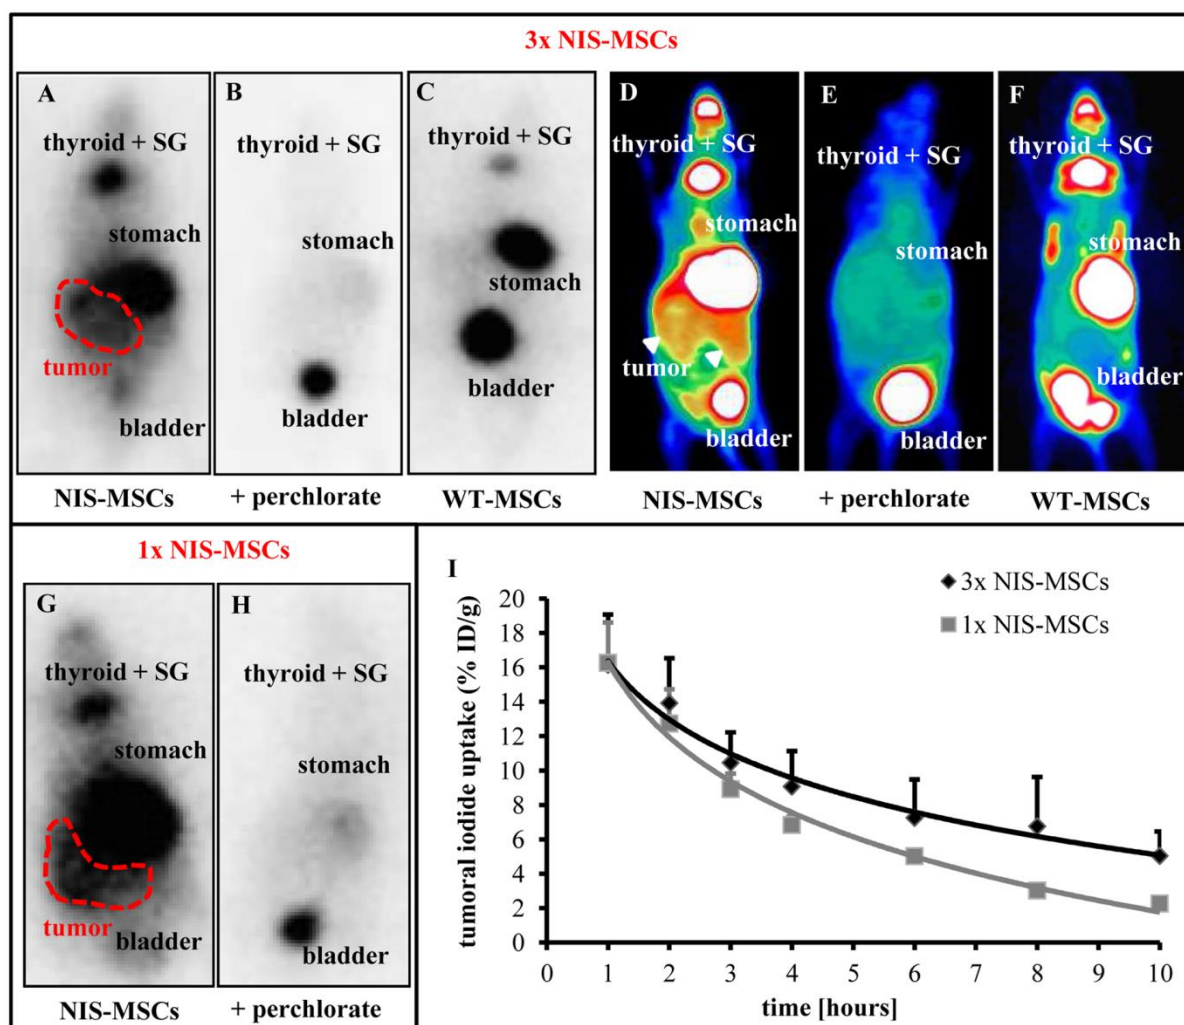 3x NIS-MSCs
A
thyroid + SG
stomach
tumor
bladder
NIS-MSCs
B
thyroid + SG
stomach
bladder
+ perchlorate
C
thyroid + SG
stomach
bladder
WT-MSCs
D
thyroid + SG
stomach
tumor
bladder
NIS-MSCs
E
thyroid + SG
stomach
bladder
+ perchlorate
F
thyroid + SG
stomach
bladder
WT-MSCs
1x NIS-MSCs
G
thyroid + SG
stomach
tumor
bladder
NIS-MSCs
H
thyroid + SG
stomach
bladder
+ perchlorate
I
3x NIS-MSCs
1x NIS-MSCs
tumoral iodide uptake (% ID/g)
20
18
16
14
12
10
8
6
4
2
0
0 1 2 3 4 5 6 7 8 9 10
time [hours]